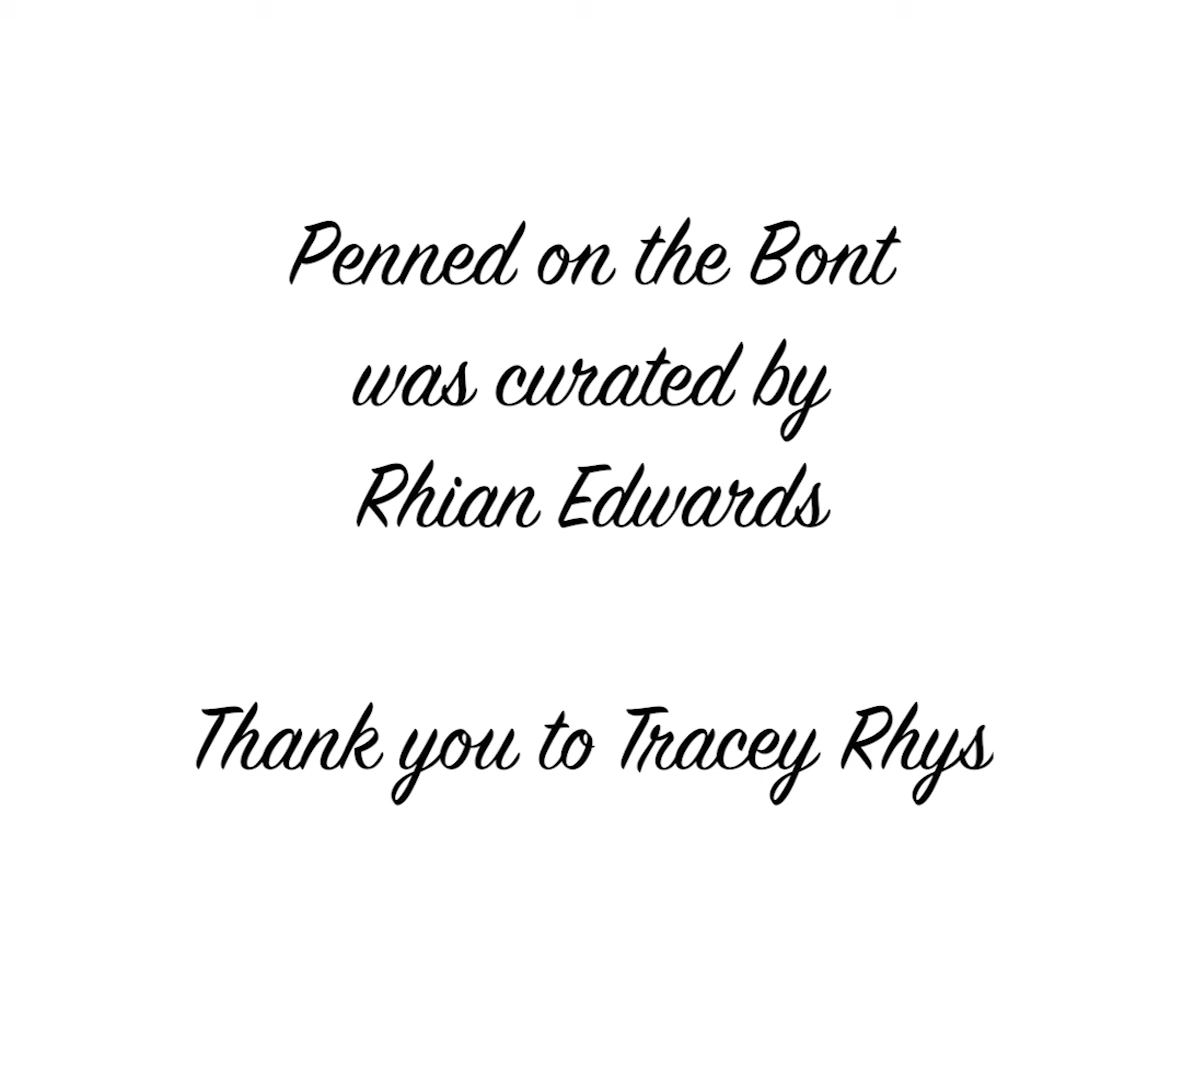 Penned on the Bont
was curated by
Rhian Edwards
Thank you to Tracey Rhys